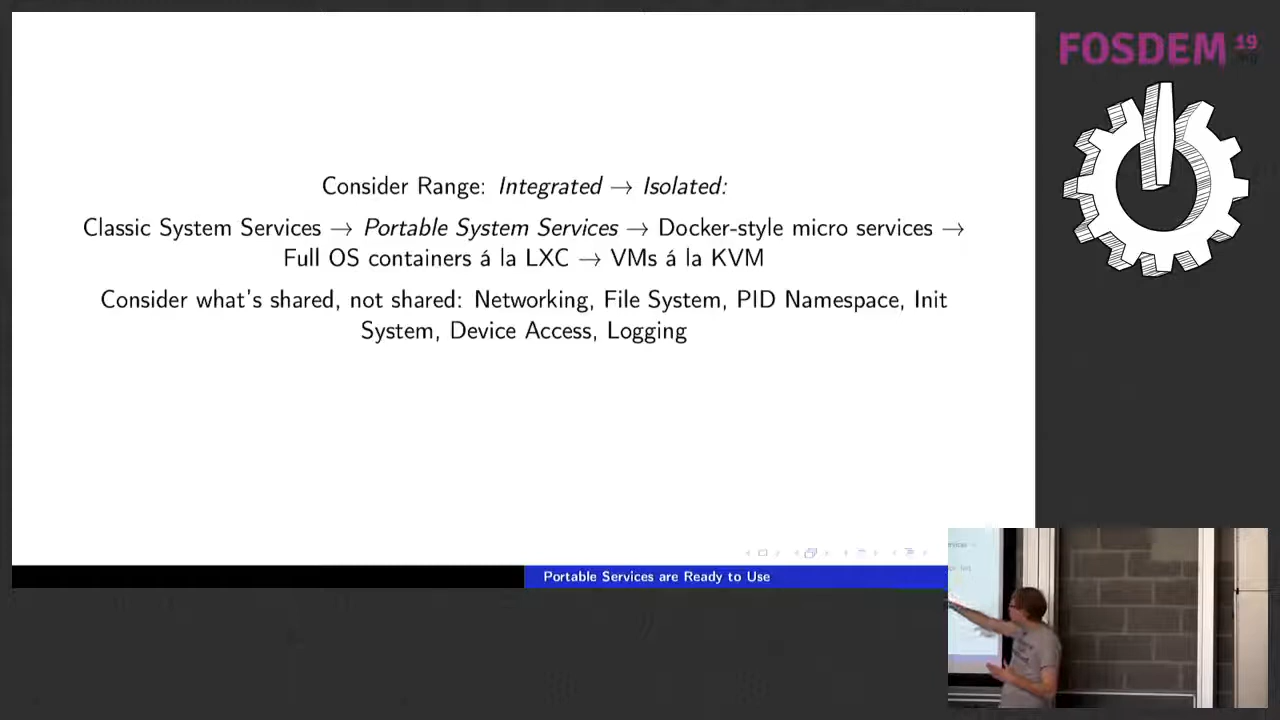 FOSDEM 19
Consider Range: Integrated → Isolated:
Classic System Services → Portable System Services → Docker-style micro services →
Full OS containers á la LXC → VMs á la KVM
Consider what's shared, not shared: Networking, File System, PID Namespace, Init
System, Device Access, Logging
Portable Services are Ready to Use